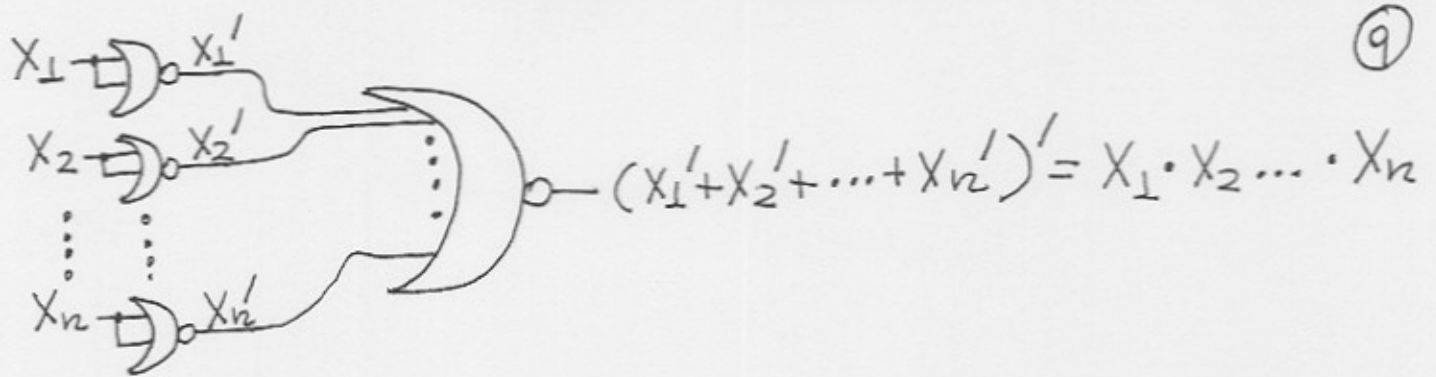 9
X₁ X₁'
X₂ X₂'
(X₁'+X₂'+...+Xₙ')' = X₁·X₂...·Xₙ
Xₙ Xₙ'